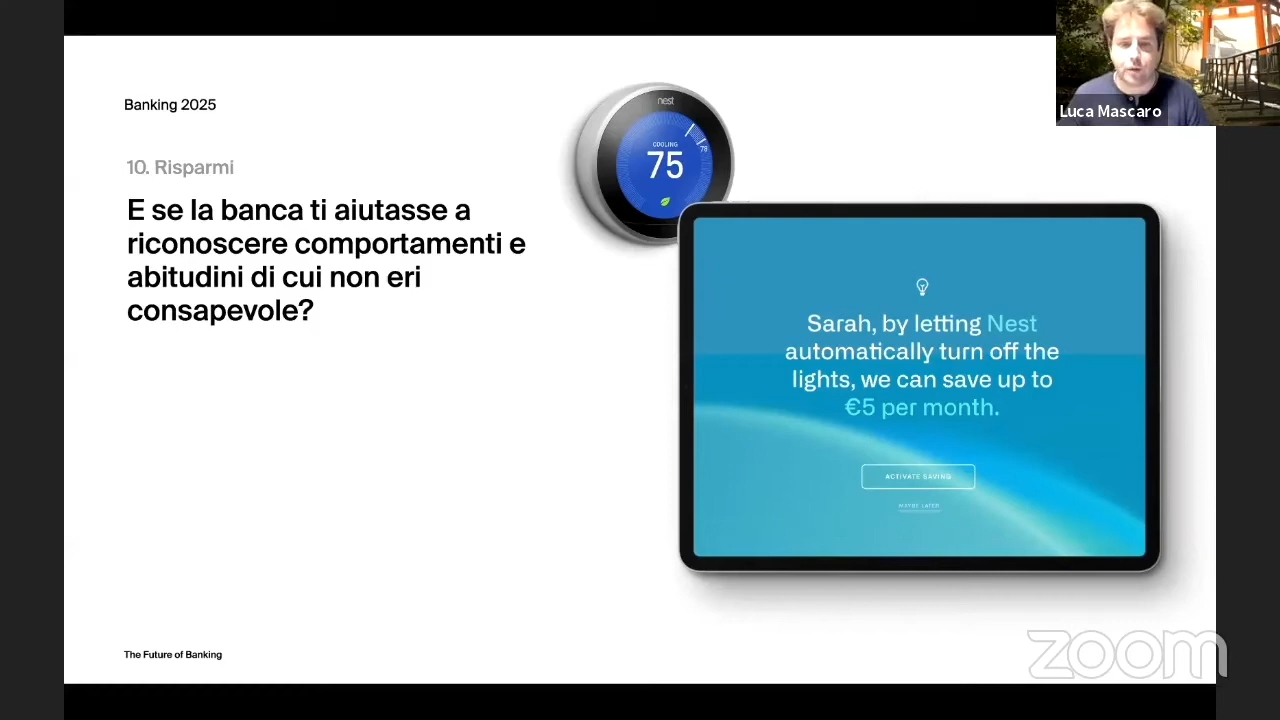 Banking 2025
10. Risparmi
E se la banca ti aiutasse a
riconoscere comportamenti e
abitudini di cui non eri
consapevole?
nest
COOLING
75
78
Sarah, by letting Nest
automatically turn off the
lights, we can save up to
€5 per month.
ACTIVATE SAVING
MAYBE LATER
The Future of Banking
Luca Mascaro
zoom